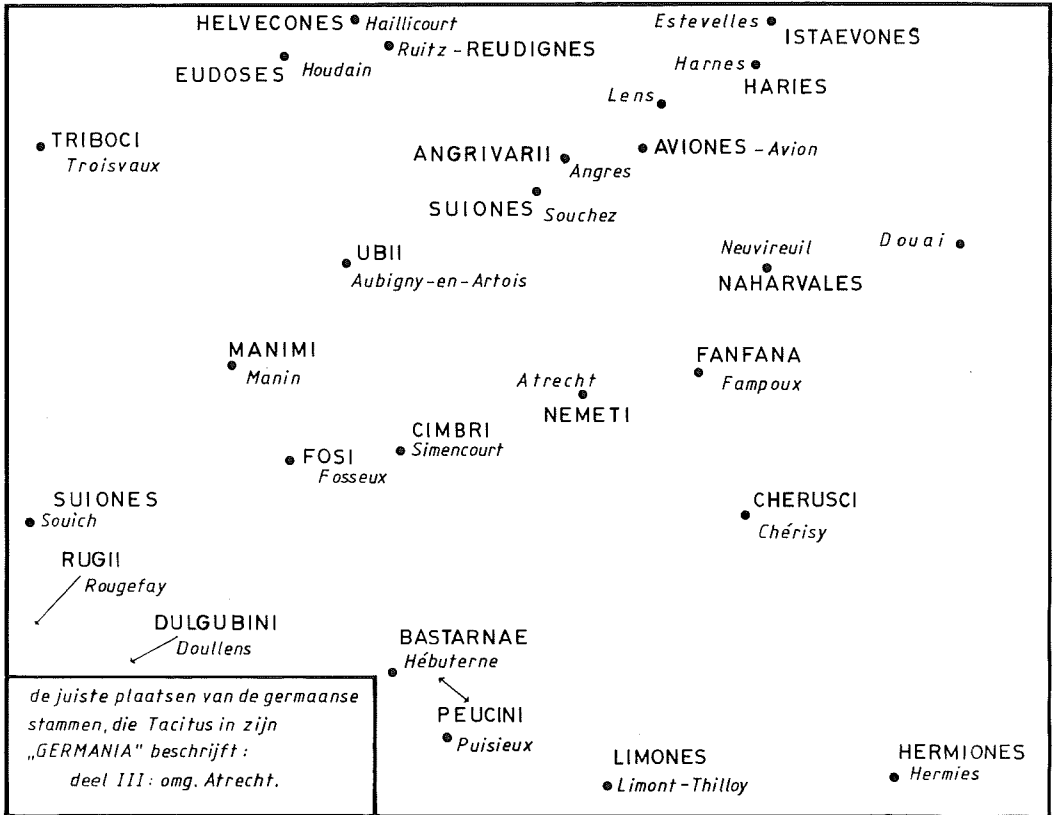 HELVECONES
Haillicourt
Estevelles
ISTAEVONES
Ruitz - REUDIGNES
EUDOSES
Houdain
Harnes
HARIES
Lens
TRIBOCI
Troisvaux
ANGRIVARII
Angres
AVIONES - Avion
SUIONES
Souchez
UBII
Aubigny-en-Artois
Neuvireuil
NAHARVALES
Douai
MANIMI
Manin
FANFANA
Fampoux
Atrecht
NEMETI
CIMBRI
Simencourt
FOSI
Fosseux
SUIONES
Souich
CHERUSCI
Chérisy
RUGII
Rougefay
DULGUBINI
Doullens
BASTARNAE
Hébuterne
PEUCINI
Puisieux
LIMONES
Limont-Thilloy
HERMIONES
Hermies
de juiste plaatsen van de germaanse
stammen, die Tacitus in zijn
„GERMANIA" beschrijft :
deel III : omg. Atrecht.